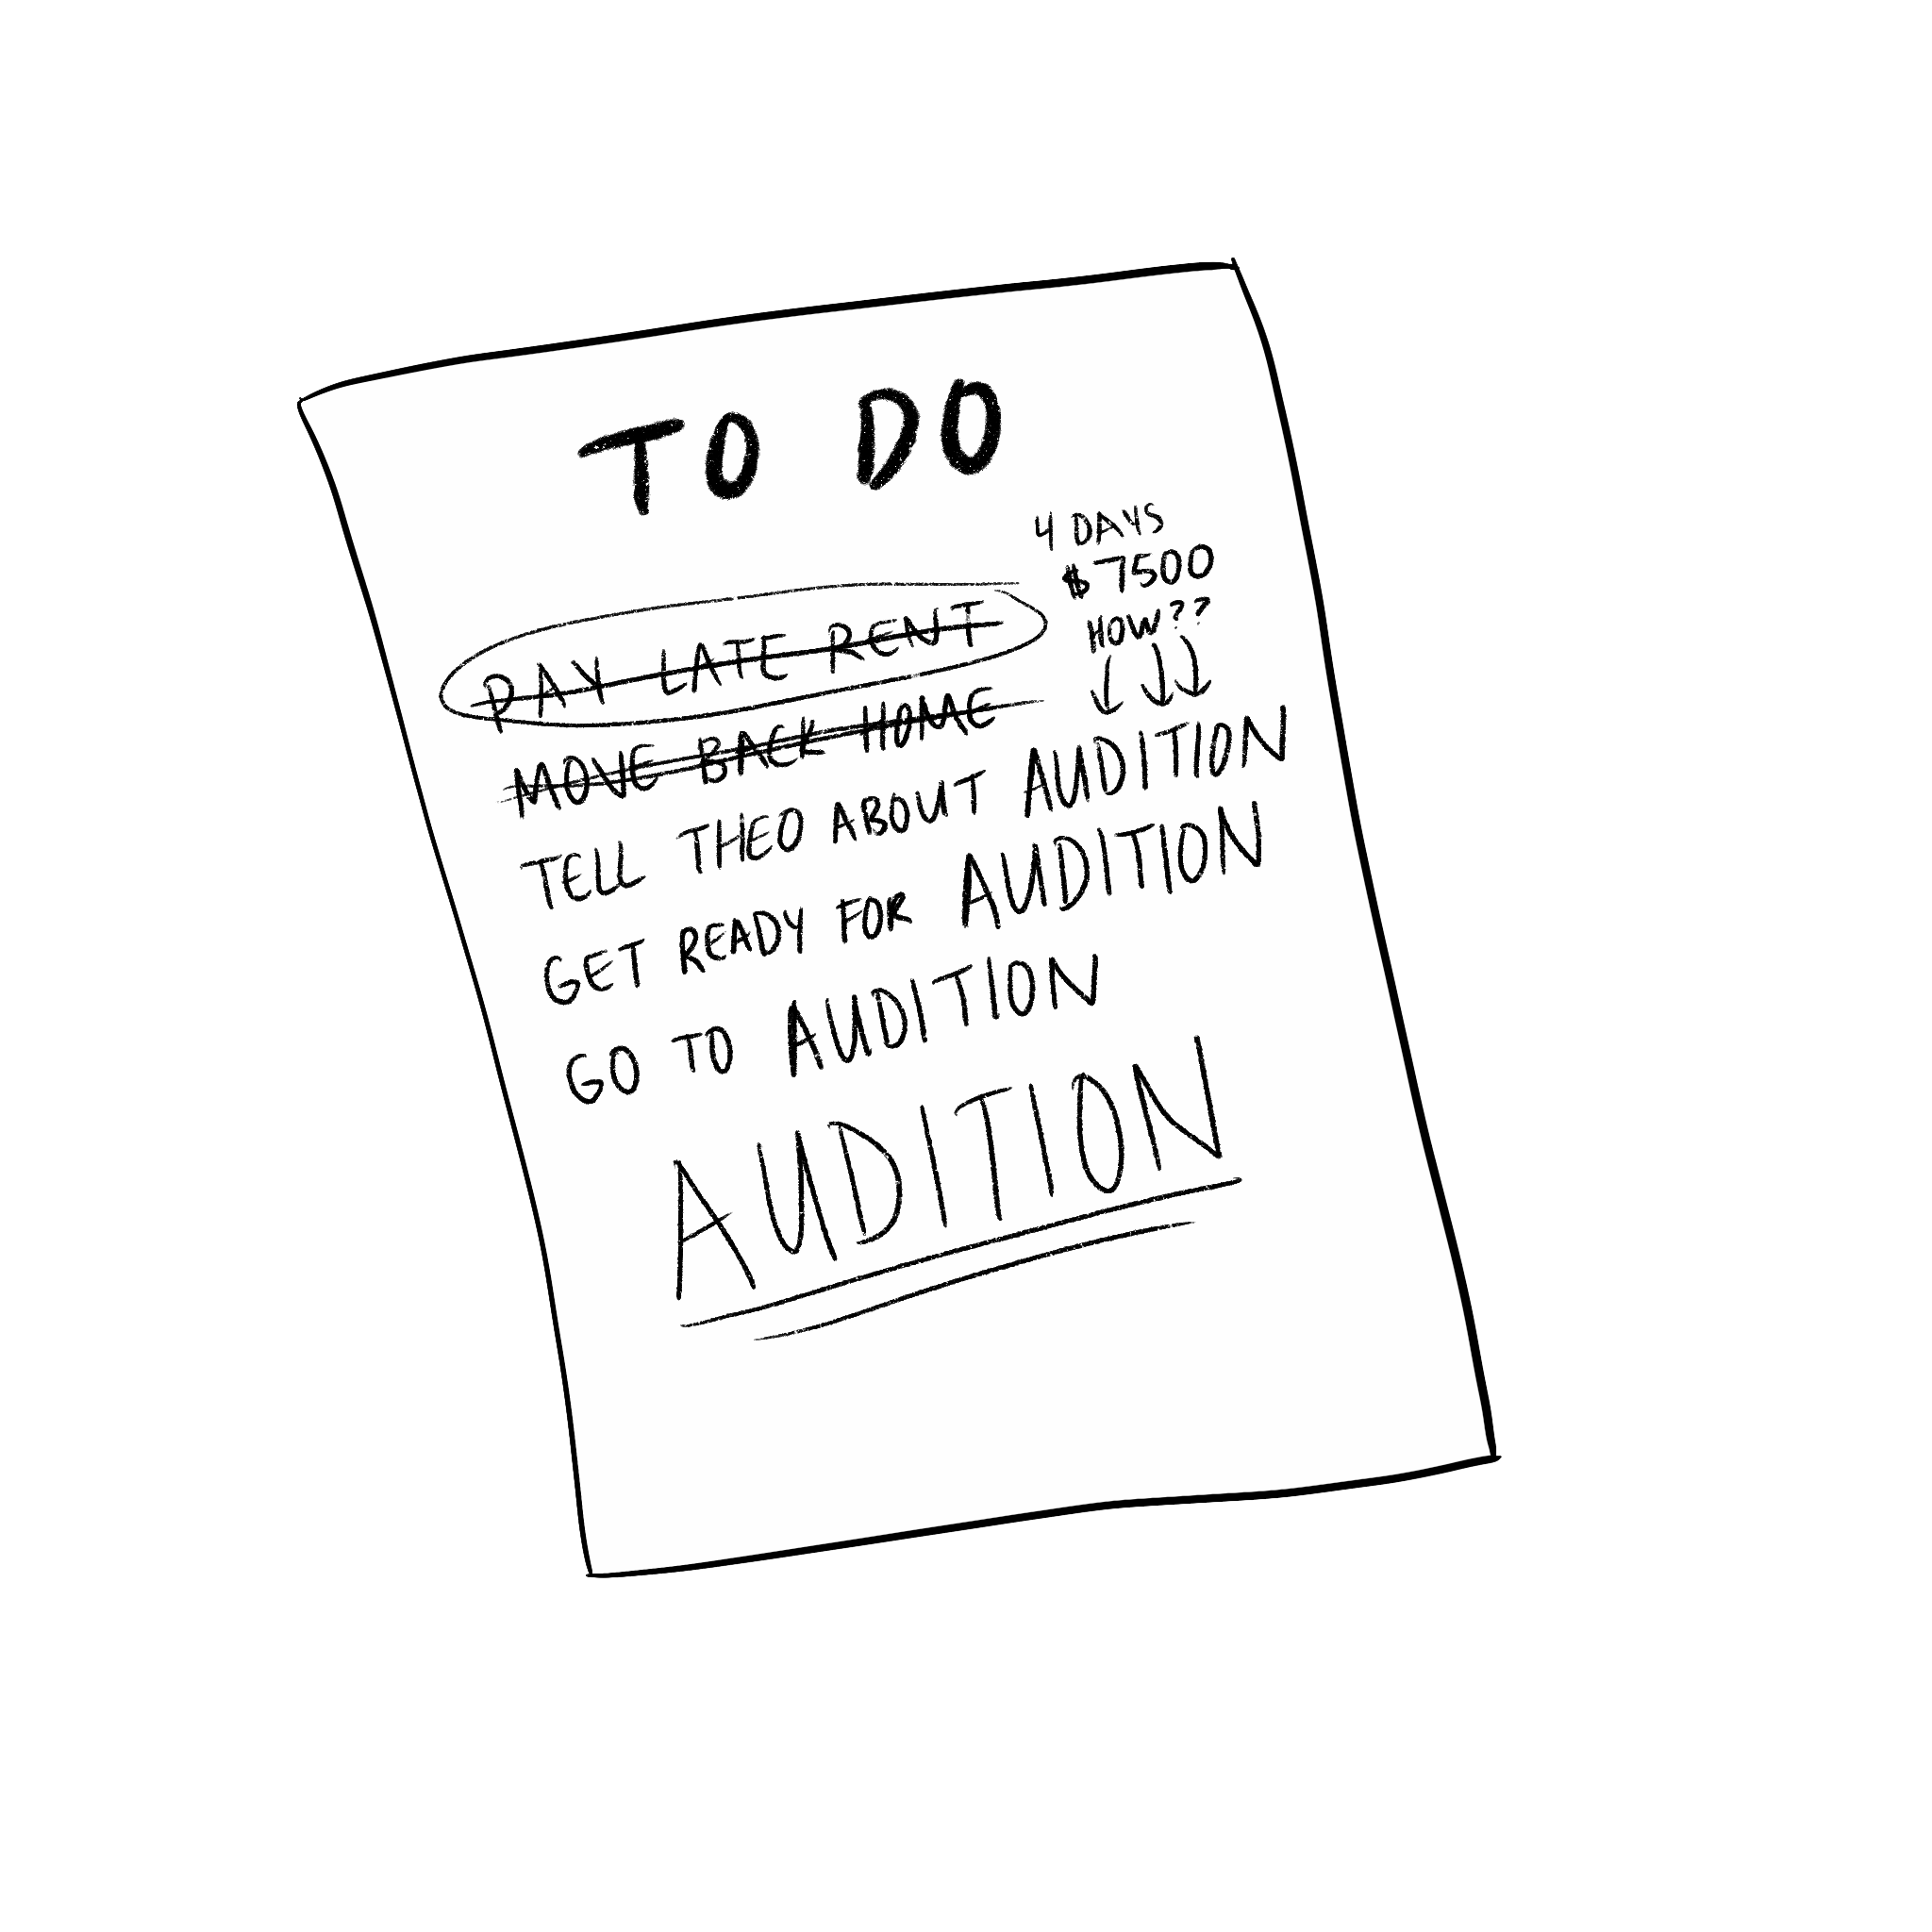 TO DO
4 DAYS
$7500
HOW??
PAY LATE RENT
MOVE BACK HOME
TELL THEO ABOUT AUDITION
GET READY FOR AUDITION
GO TO AUDITION
AUDITION